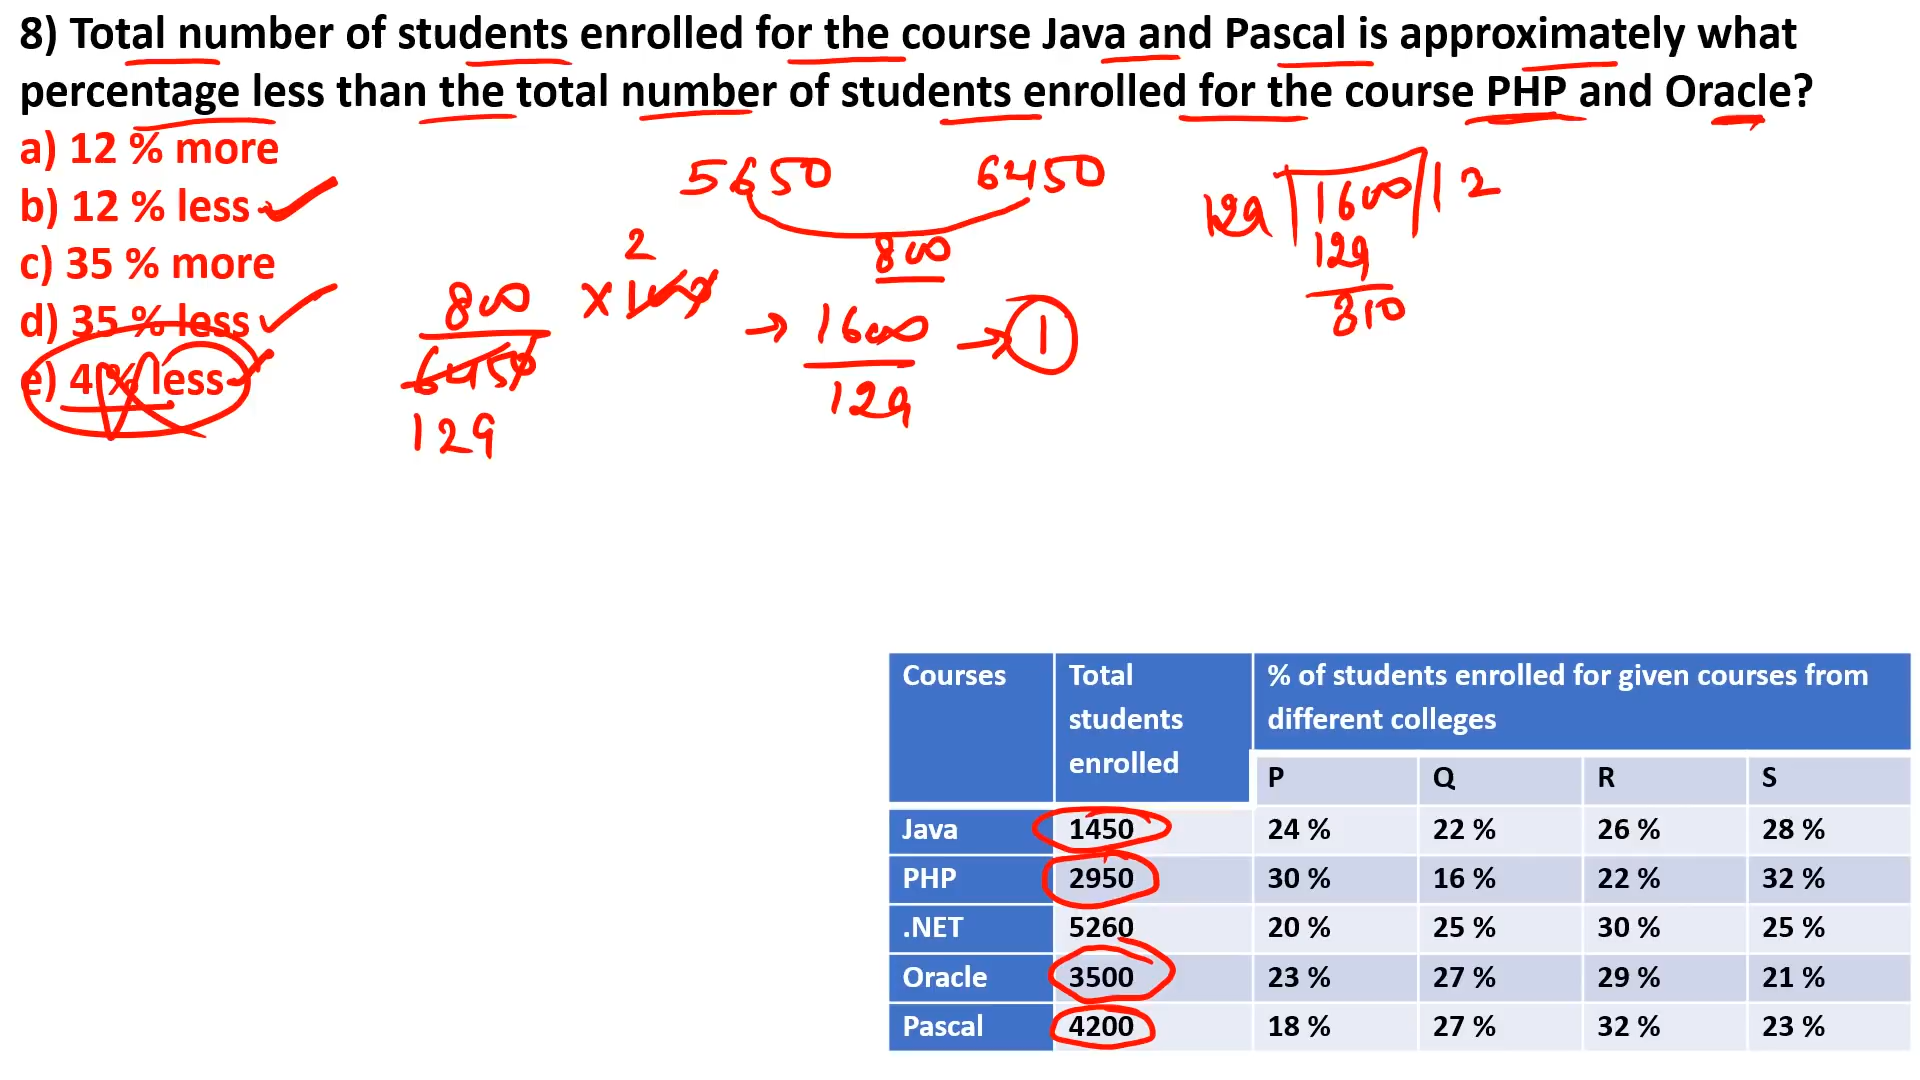 8) Total number of students enrolled for the course Java and Pascal is approximately what
percentage less than the total number of students enrolled for the course PHP and Oracle?
a) 12 % more
b) 12 % less
c) 35 % more
d) 35 % less
e) 4 % less
5650 6450
800
800 × 100 2
6450
129
→ 1600 → 1
129
129 1600 12
129
310
Courses Total students enrolled % of students enrolled for given courses from different colleges
P Q R S
Java 1450 24 % 22 % 26 % 28 %
PHP 2950 30 % 16 % 22 % 32 %
.NET 5260 20 % 25 % 30 % 25 %
Oracle 3500 23 % 27 % 29 % 21 %
Pascal 4200 18 % 27 % 32 % 23 %